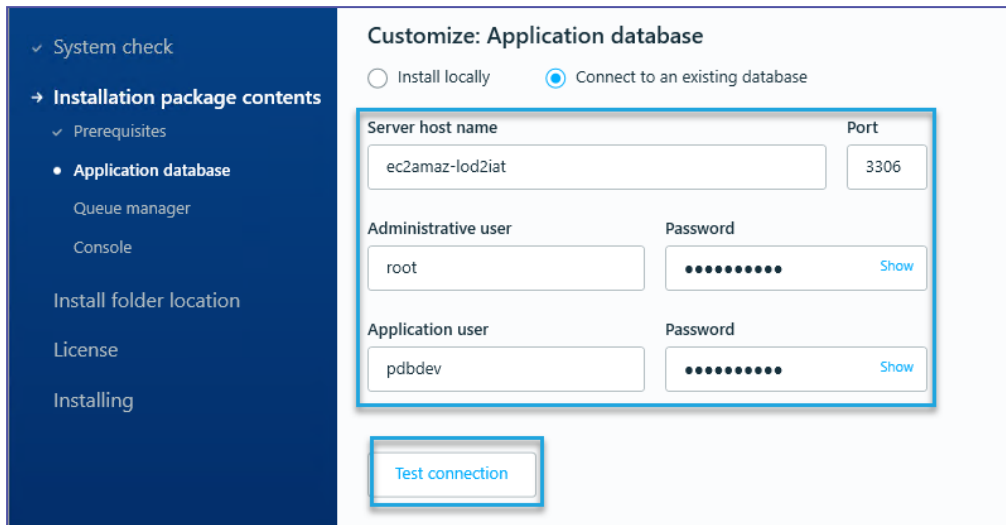 System check
Installation package contents
Prerequisites
Application database
Queue manager
Console
Install folder location
License
Installing
Customize: Application database
Install locally
Connect to an existing database
Server host name
Port
ec2amaz-lod2iat
3306
Administrative user
Password
root
●●●●●●●●●●
Show
Application user
Password
pdbdev
●●●●●●●●●●
Show
Test connection